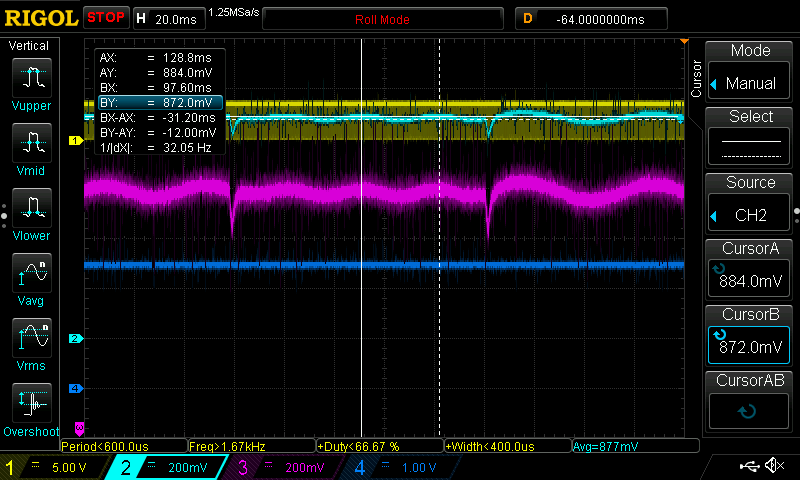 RIGOL STOP H 20.0ms 1.25MSa/s Roll Mode D -64.0000000ms
Vertical
Vupper
Vmid
Vlower
Vavg
Vrms
Overshoot
AX: = 128.8ms
AY: = 884.0mV
BX: = 97.60ms
BY: = 872.0mV
BX-AX: = -31.20ms
BY-AY: = -12.00mV
1/|dX|: = 32.05 Hz
1
2
4
Cursor
Mode
Manual
Select
Source
CH2
CursorA
884.0mV
CursorB
872.0mV
CursorAB
Period<600.0us Freq>1.67kHz +Duty<66.67 % +Width<400.0us Avg=877mV
1 5.00 V 2 200mV 3 200mV 4 1.00 V